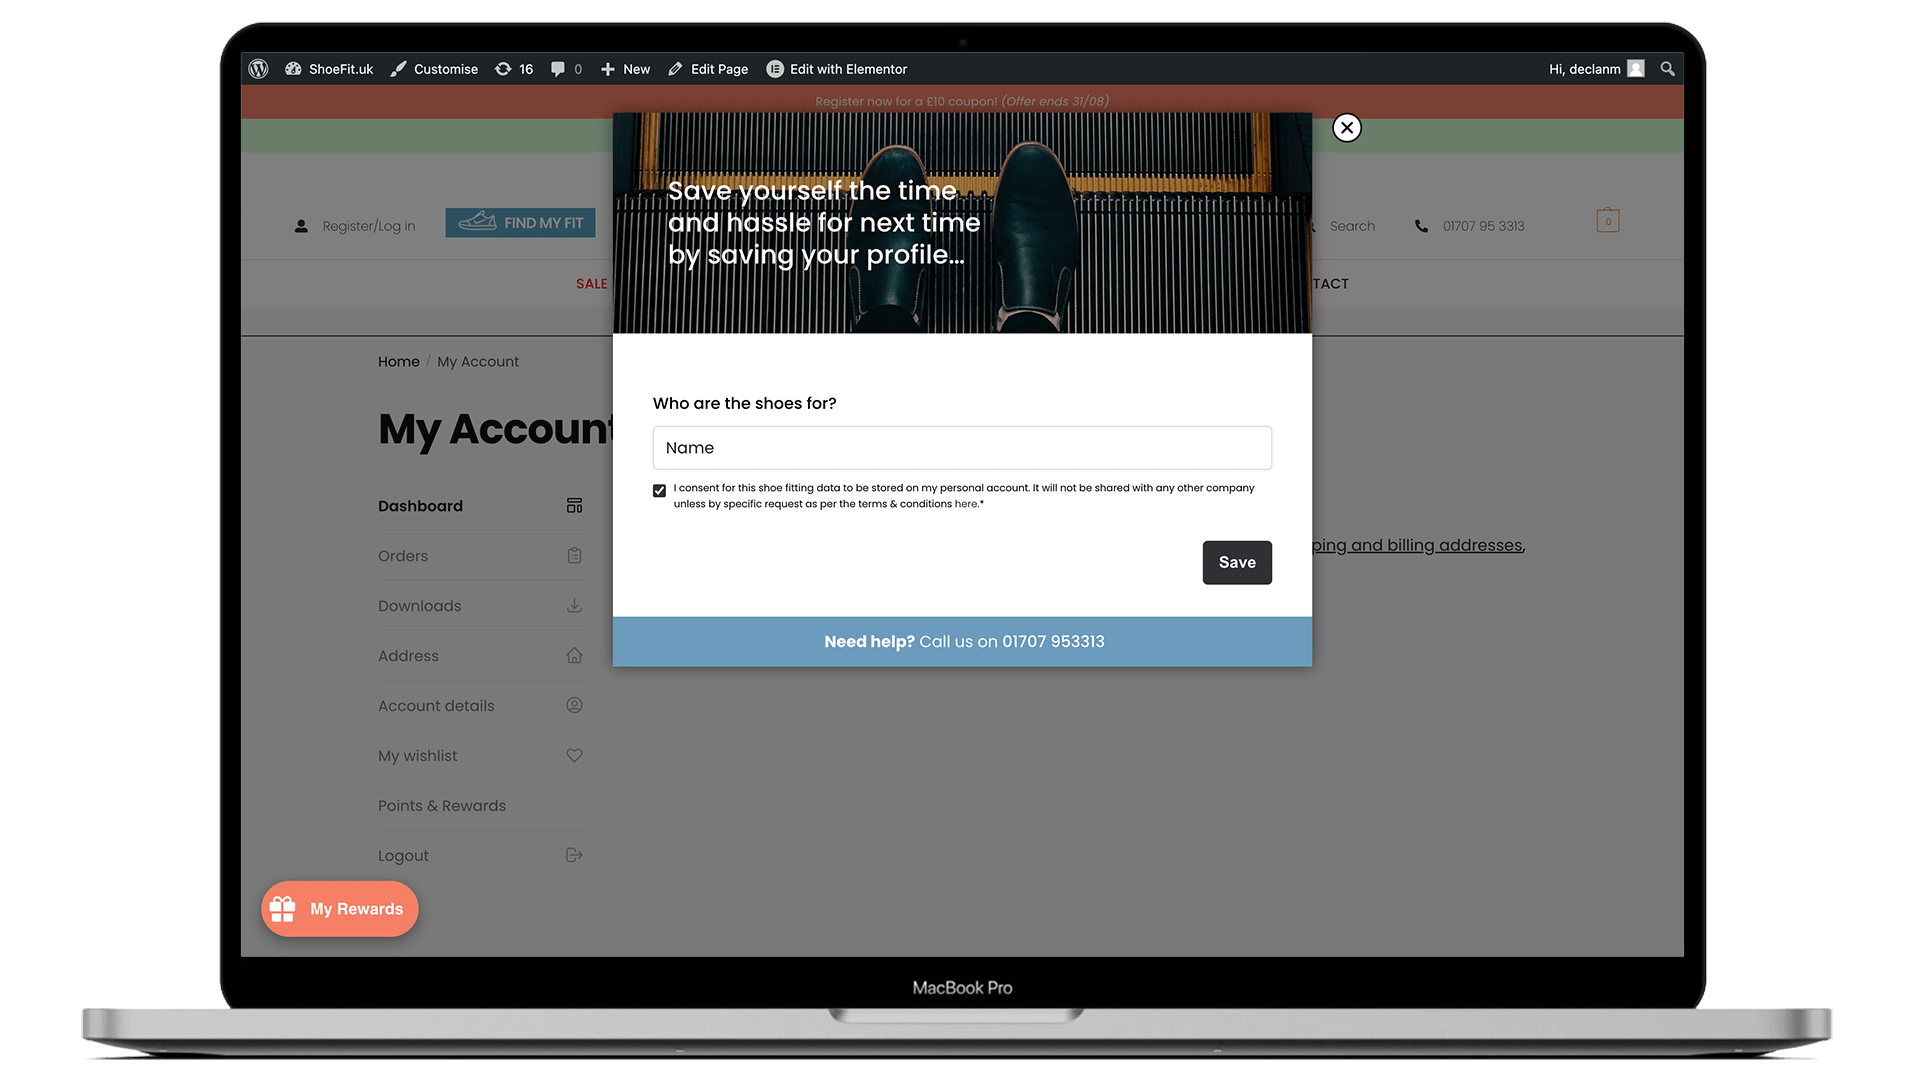 ShoeFit.uk Customise 16 0 New Edit Page Edit with Elementor Hi, declanm
Register now for a £10 coupon! (Offer ends 31/08)
Register/Log in FIND MY FIT Search 01707 95 3313 0
SALE TACT
Save yourself the time
and hassle for next time
by saving your profile...
Home / My Account
My Account
Who are the shoes for?
Name
I consent for this shoe fitting data to be stored on my personal account. It will not be shared with any other company
unless by specific request as per the terms & conditions here.*
Save
Need help? Call us on 01707 953313
ping and billing addresses,
Dashboard
Orders
Downloads
Address
Account details
My wishlist
Points & Rewards
Logout
My Rewards
MacBook Pro